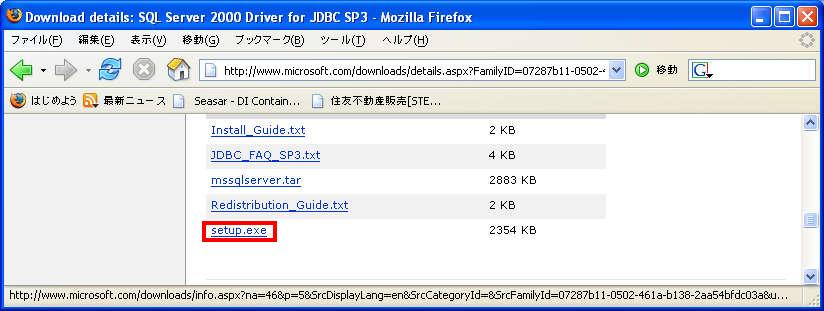 Download details: SQL Server 2000 Driver for JDBC SP3 - Mozilla Firefox
ファイル(F) 編集(E) 表示(V) 移動(G) ブックマーク(B) ツール(T) ヘルプ(H)
http://www.microsoft.com/downloads/details.aspx?FamilyID=07287b11-0502- 移動 G
はじめよう 最新ニュース Seasar - DI Contain... 住友不動産販売[STE...
Install_Guide.txt 2 KB
JDBC_FAQ_SP3.txt 4 KB
mssqlserver.tar 2883 KB
Redistribution_Guide.txt 2 KB
setup.exe 2354 KB
http://www.microsoft.com/downloads/info.aspx?na=46&p=5&SrcDisplayLang=en&SrcCategoryId=&SrcFamilyId=07287b11-0502-461a-b138-2aa54bfdc03a&u...